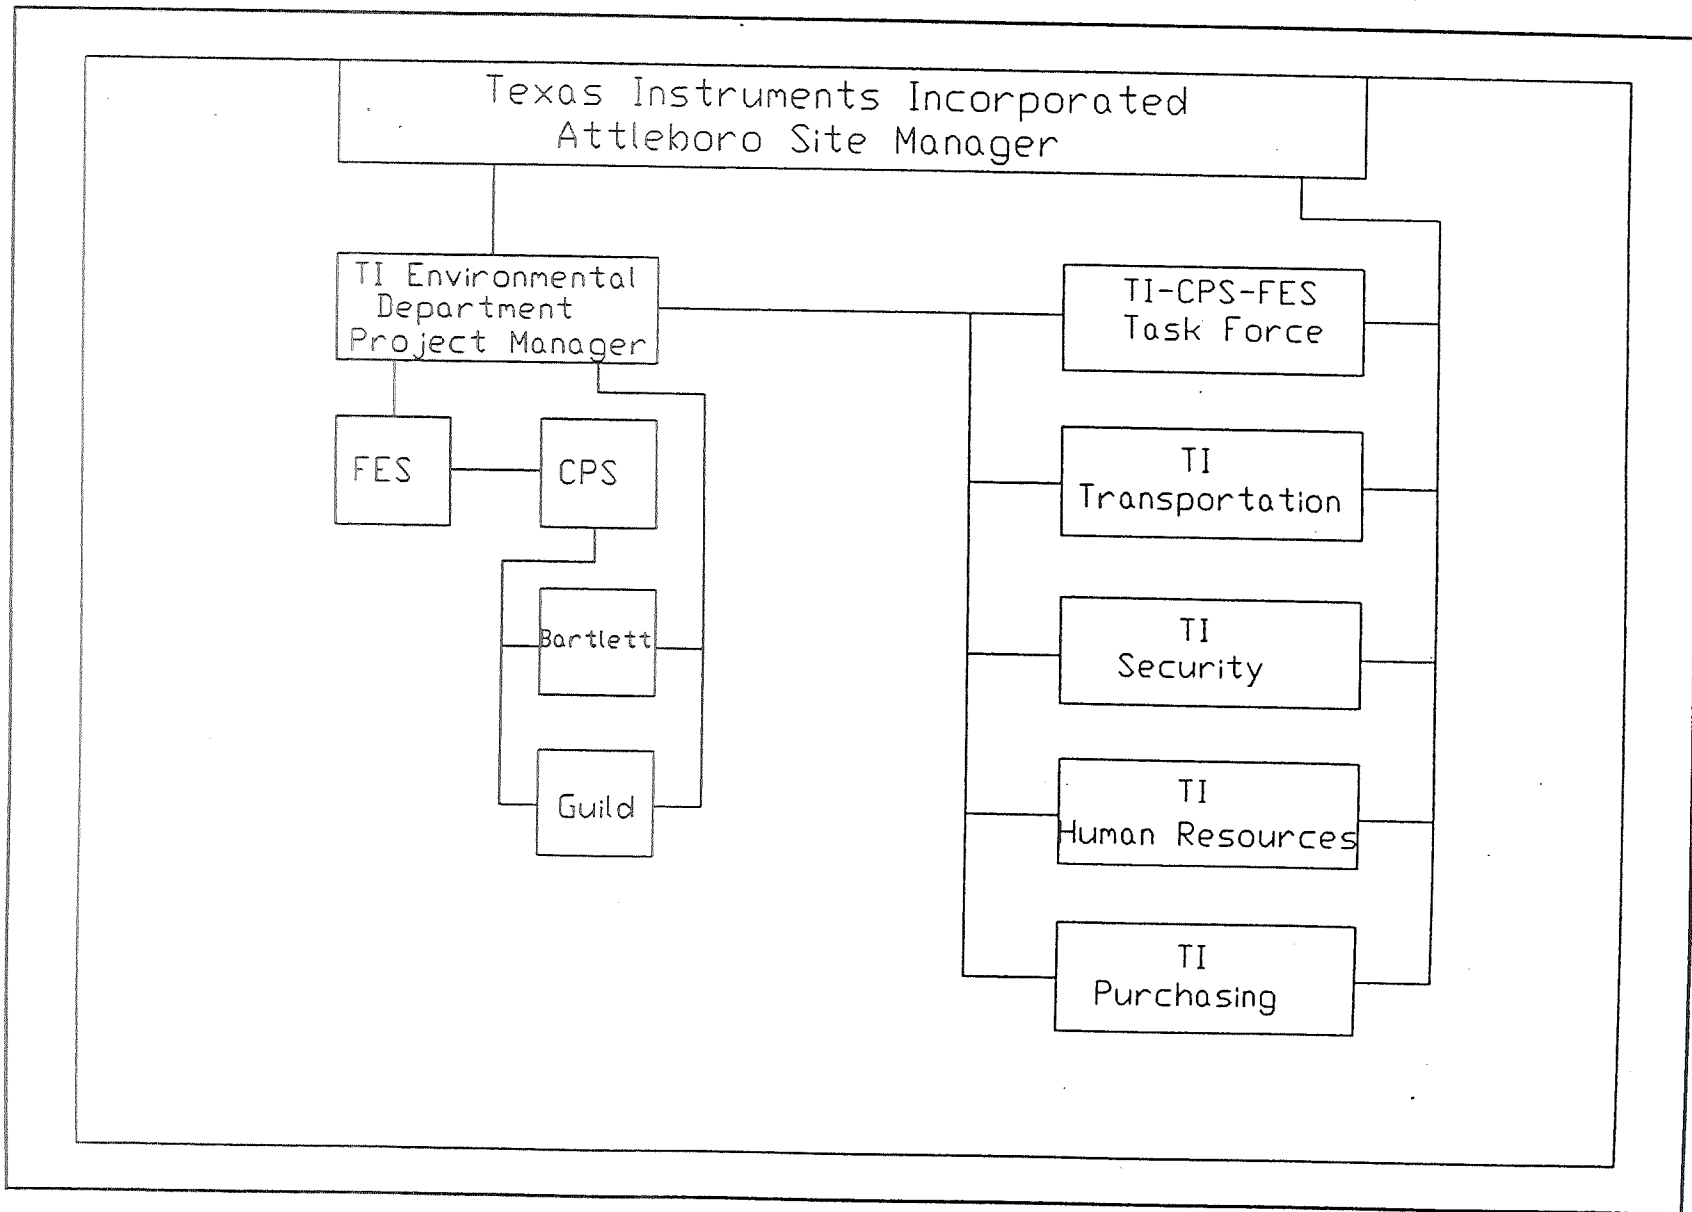 Texas Instruments Incorporated
Attleboro Site Manager
TI Environmental
Department
Project Manager
TI-CPS-FES
Task Force
FES
CPS
TI
Transportation
Bartlett
TI
Security
Guild
TI
Human Resources
TI
Purchasing